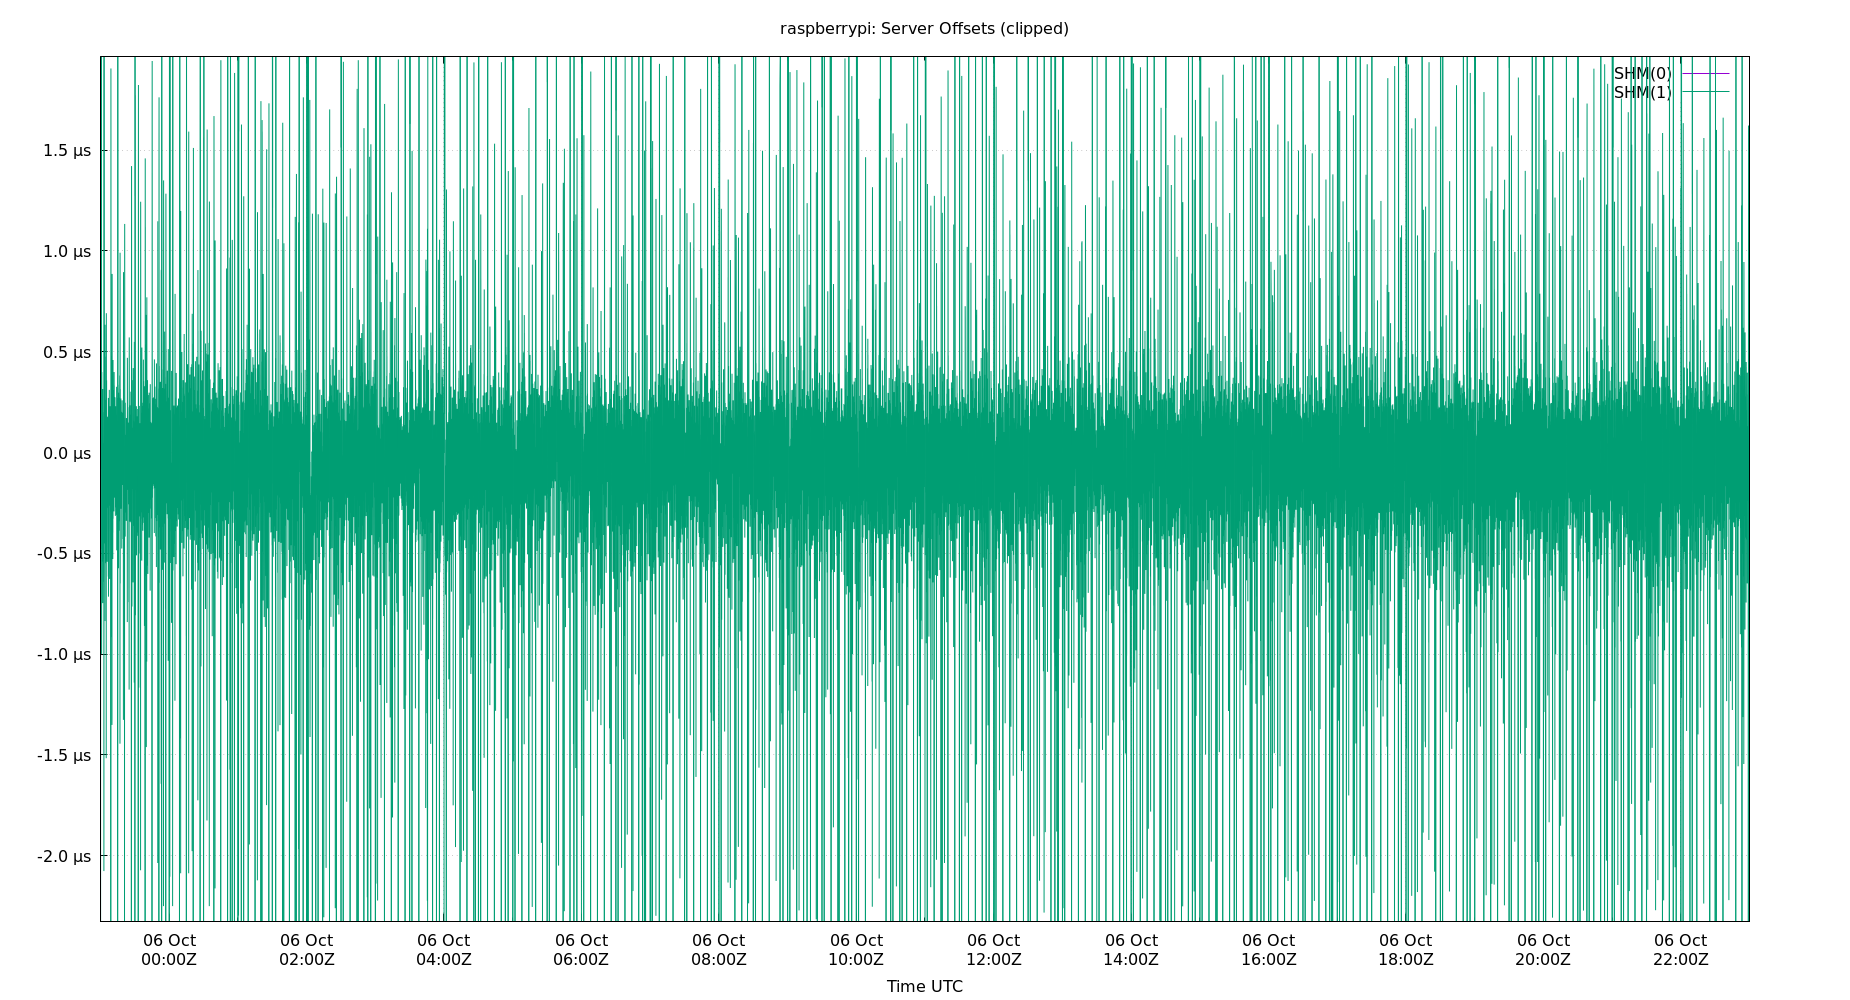 raspberrypi: Server Offsets (clipped)
SHM(0)
SHM(1)
1.5 µs
1.0 µs
0.5 µs
0.0 µs
-0.5 µs
-1.0 µs
-1.5 µs
-2.0 µs
06 Oct 06 Oct 06 Oct 06 Oct 06 Oct 06 Oct 06 Oct 06 Oct 06 Oct 06 Oct 06 Oct 06 Oct
00:00Z 02:00Z 04:00Z 06:00Z 08:00Z 10:00Z 12:00Z 14:00Z 16:00Z 18:00Z 20:00Z 22:00Z
Time UTC